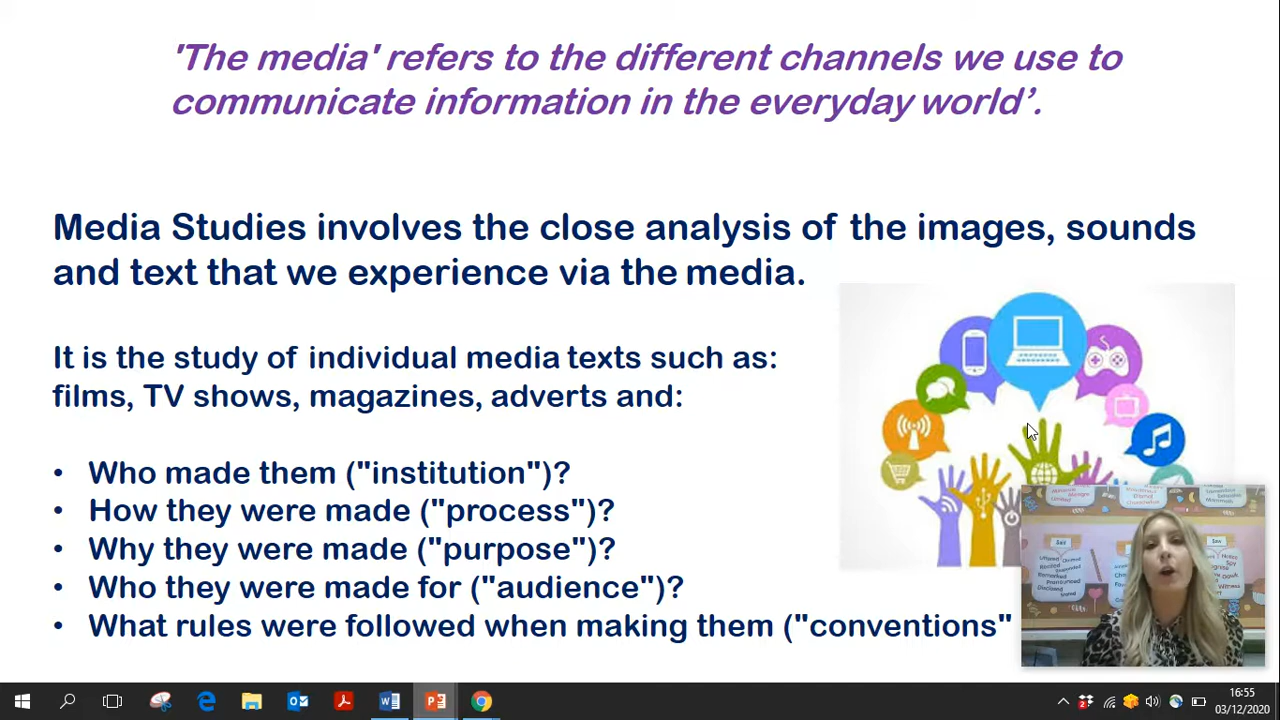 'The media' refers to the different channels we use to
communicate information in the everyday world’.
Media Studies involves the close analysis of the images, sounds
and text that we experience via the media.
It is the study of individual media texts such as:
films, TV shows, magazines, adverts and:
• Who made them ("institution")?
• How they were made ("process")?
• Why they were made ("purpose")?
• Who they were made for ("audience")?
• What rules were followed when making them ("conventions"
Said
Saw
16:55
03/12/2020